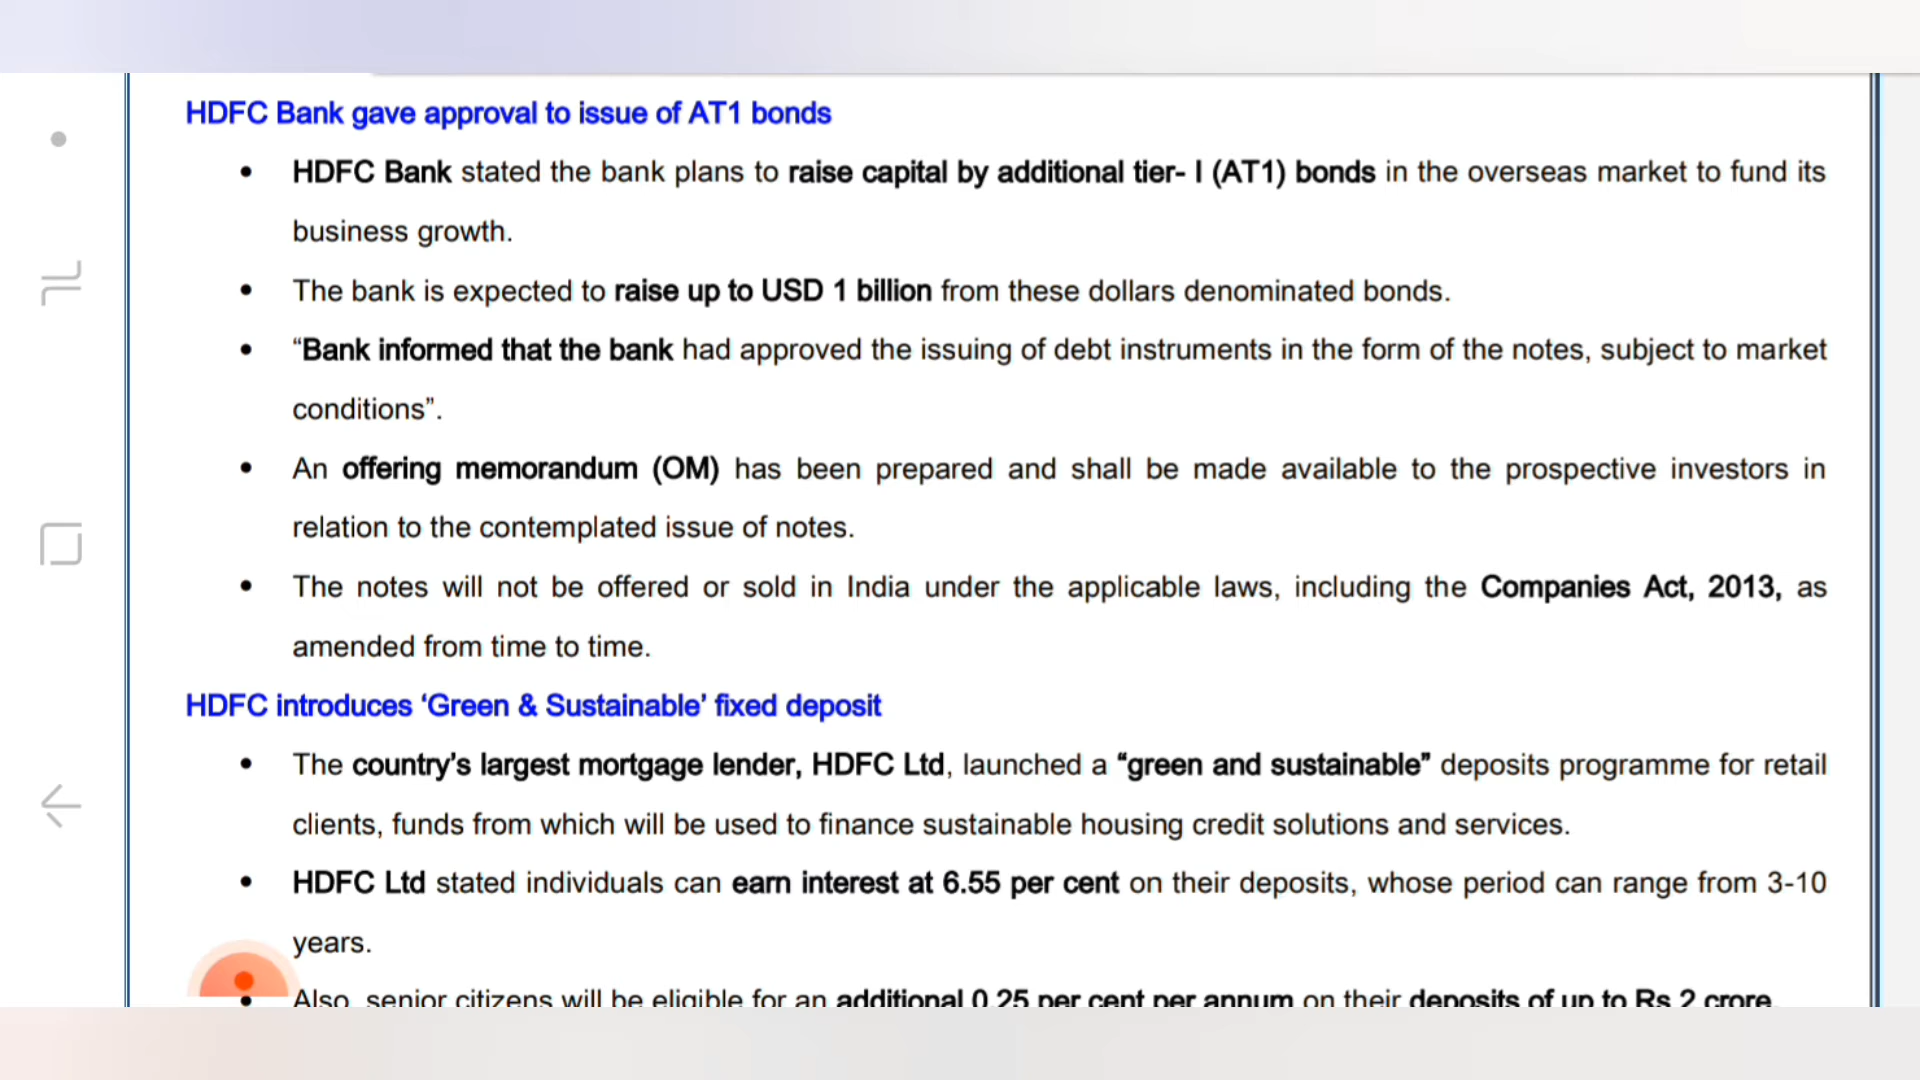 HDFC Bank gave approval to issue of AT1 bonds
• HDFC Bank stated the bank plans to raise capital by additional tier- I (AT1) bonds in the overseas market to fund its
business growth.
• The bank is expected to raise up to USD 1 billion from these dollars denominated bonds.
• “Bank informed that the bank had approved the issuing of debt instruments in the form of the notes, subject to market
conditions”.
• An offering memorandum (OM) has been prepared and shall be made available to the prospective investors in
relation to the contemplated issue of notes.
• The notes will not be offered or sold in India under the applicable laws, including the Companies Act, 2013, as
amended from time to time.
HDFC introduces ‘Green & Sustainable’ fixed deposit
• The country’s largest mortgage lender, HDFC Ltd, launched a “green and sustainable” deposits programme for retail
clients, funds from which will be used to finance sustainable housing credit solutions and services.
• HDFC Ltd stated individuals can earn interest at 6.55 per cent on their deposits, whose period can range from 3-10
years.
• Also, senior citizens will be eligible for an additional 0.25 per cent per annum on their deposits of up to Rs 2 crore.